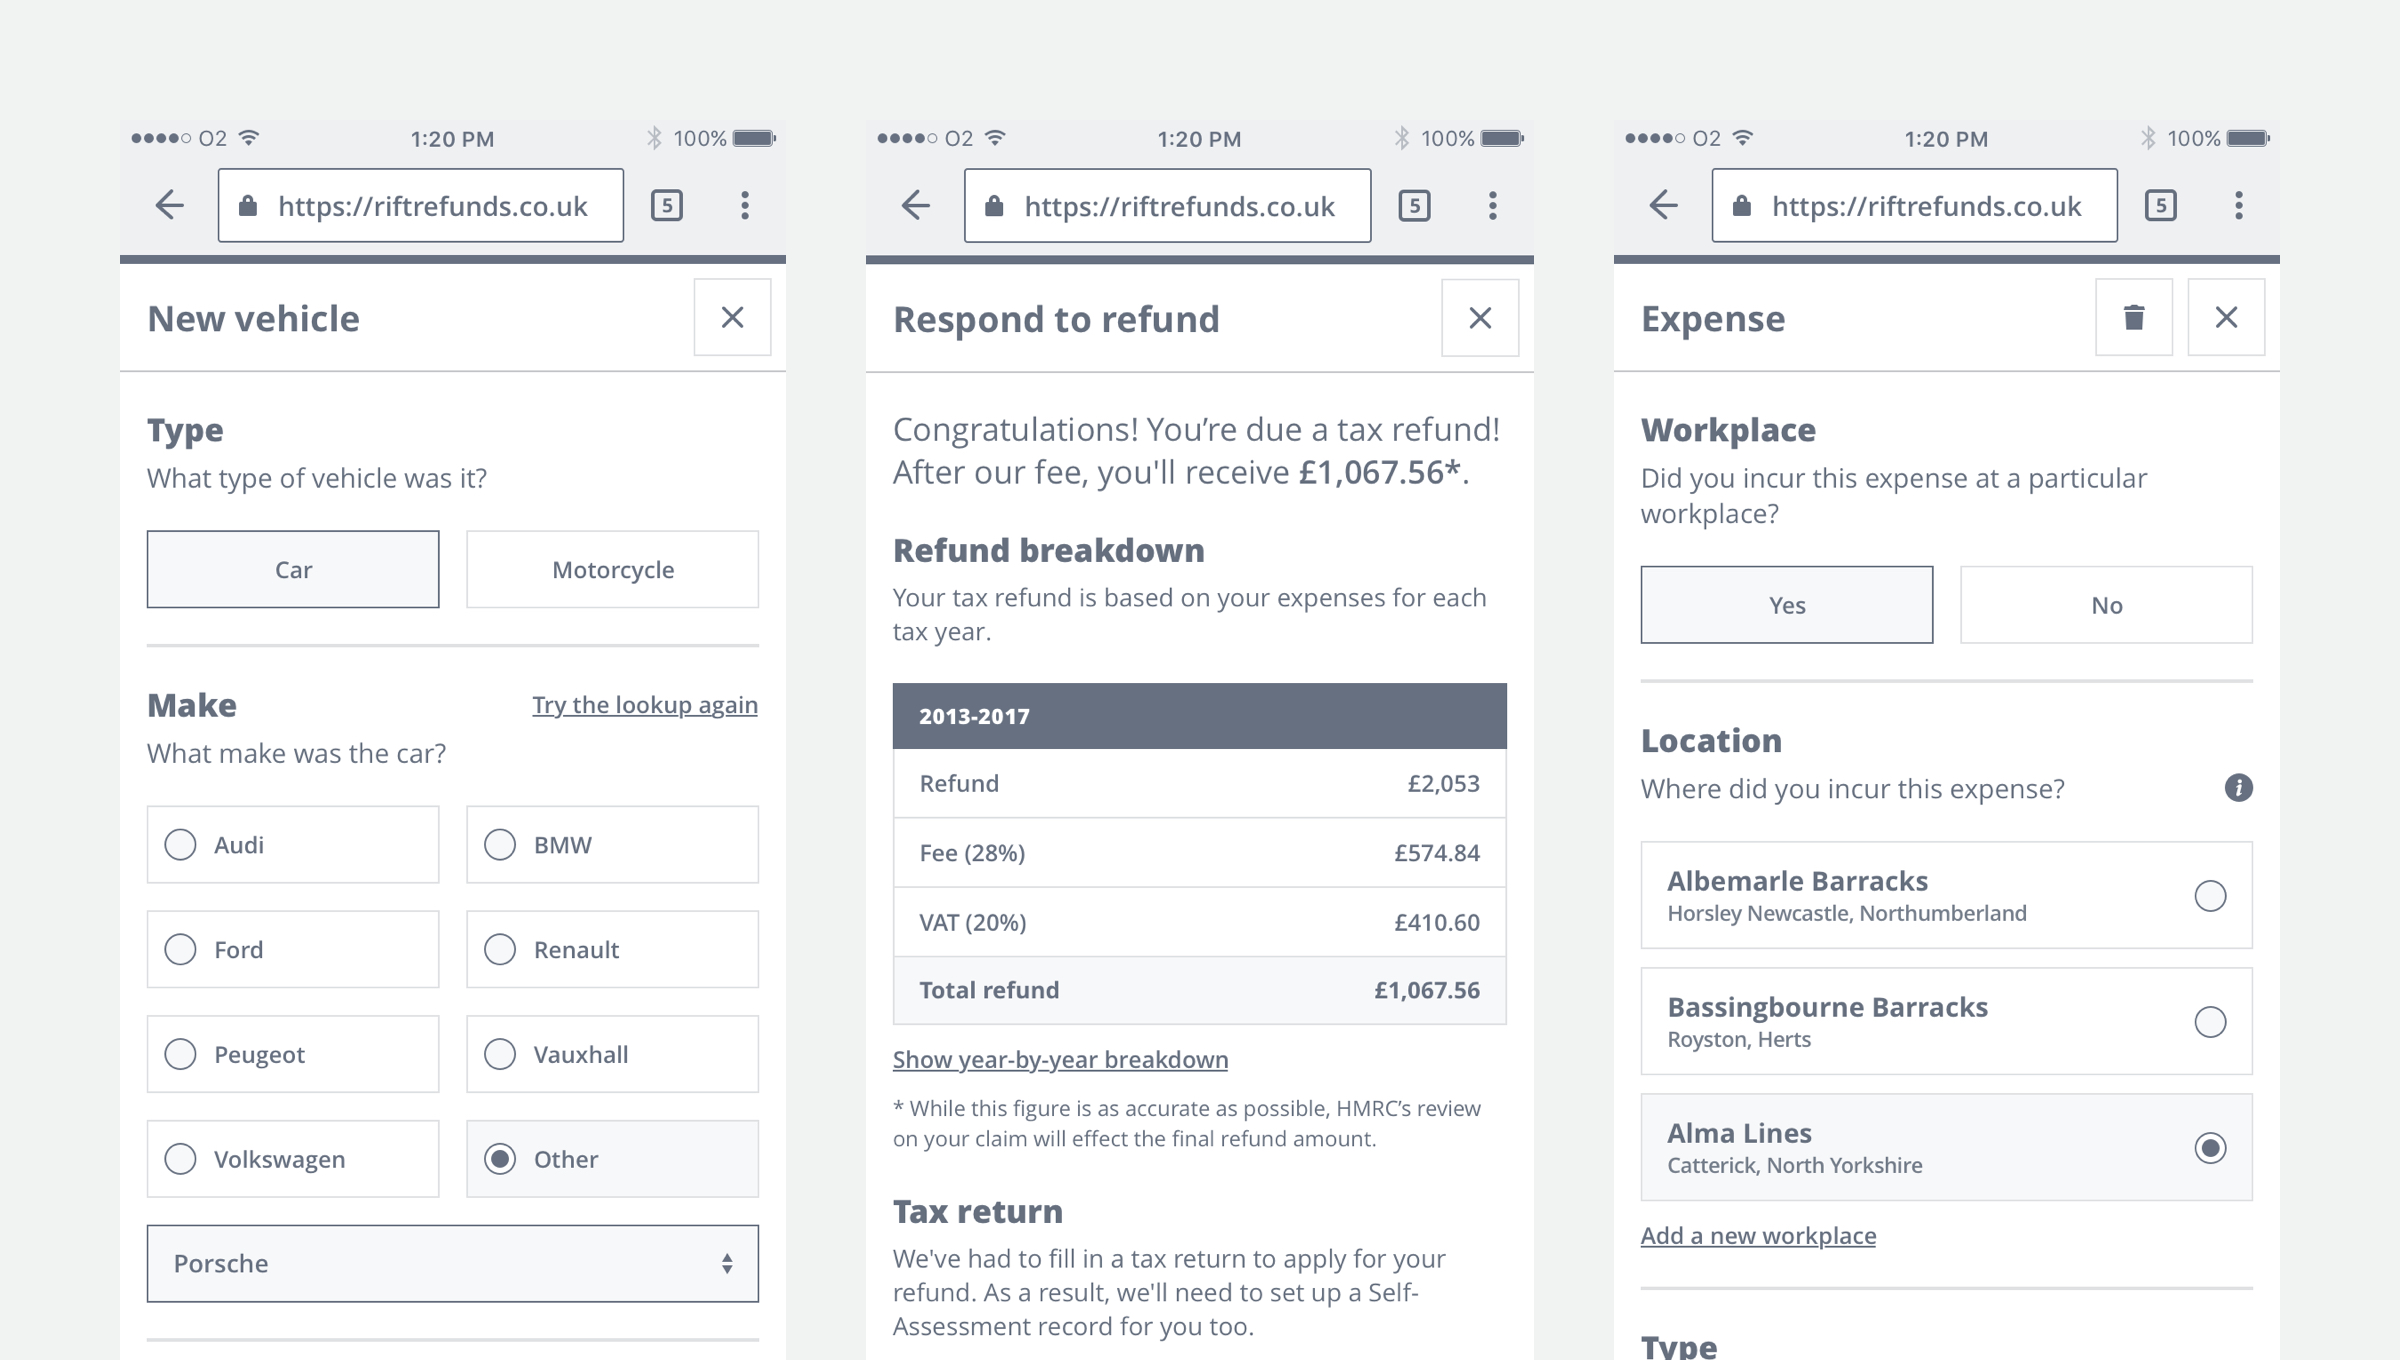 O2
1:20 PM
100%
https://riftrefunds.co.uk
5
New vehicle
Type
What type of vehicle was it?
Car
Motorcycle
Make
Try the lookup again
What make was the car?
Audi
BMW
Ford
Renault
Peugeot
Vauxhall
Volkswagen
Other
Porsche
O2
1:20 PM
100%
https://riftrefunds.co.uk
5
Respond to refund
Congratulations! You’re due a tax refund!
After our fee, you'll receive £1,067.56*.
Refund breakdown
Your tax refund is based on your expenses for each
tax year.
2013-2017
Refund £2,053
Fee (28%) £574.84
VAT (20%) £410.60
Total refund £1,067.56
Show year-by-year breakdown
* While this figure is as accurate as possible, HMRC’s review
on your claim will effect the final refund amount.
Tax return
We've had to fill in a tax return to apply for your
refund. As a result, we'll need to set up a Self-
Assessment record for you too.
O2
1:20 PM
100%
https://riftrefunds.co.uk
5
Expense
Workplace
Did you incur this expense at a particular
workplace?
Yes
No
Location
Where did you incur this expense?
Albemarle Barracks
Horsley Newcastle, Northumberland
Bassingbourne Barracks
Royston, Herts
Alma Lines
Catterick, North Yorkshire
Add a new workplace
Type